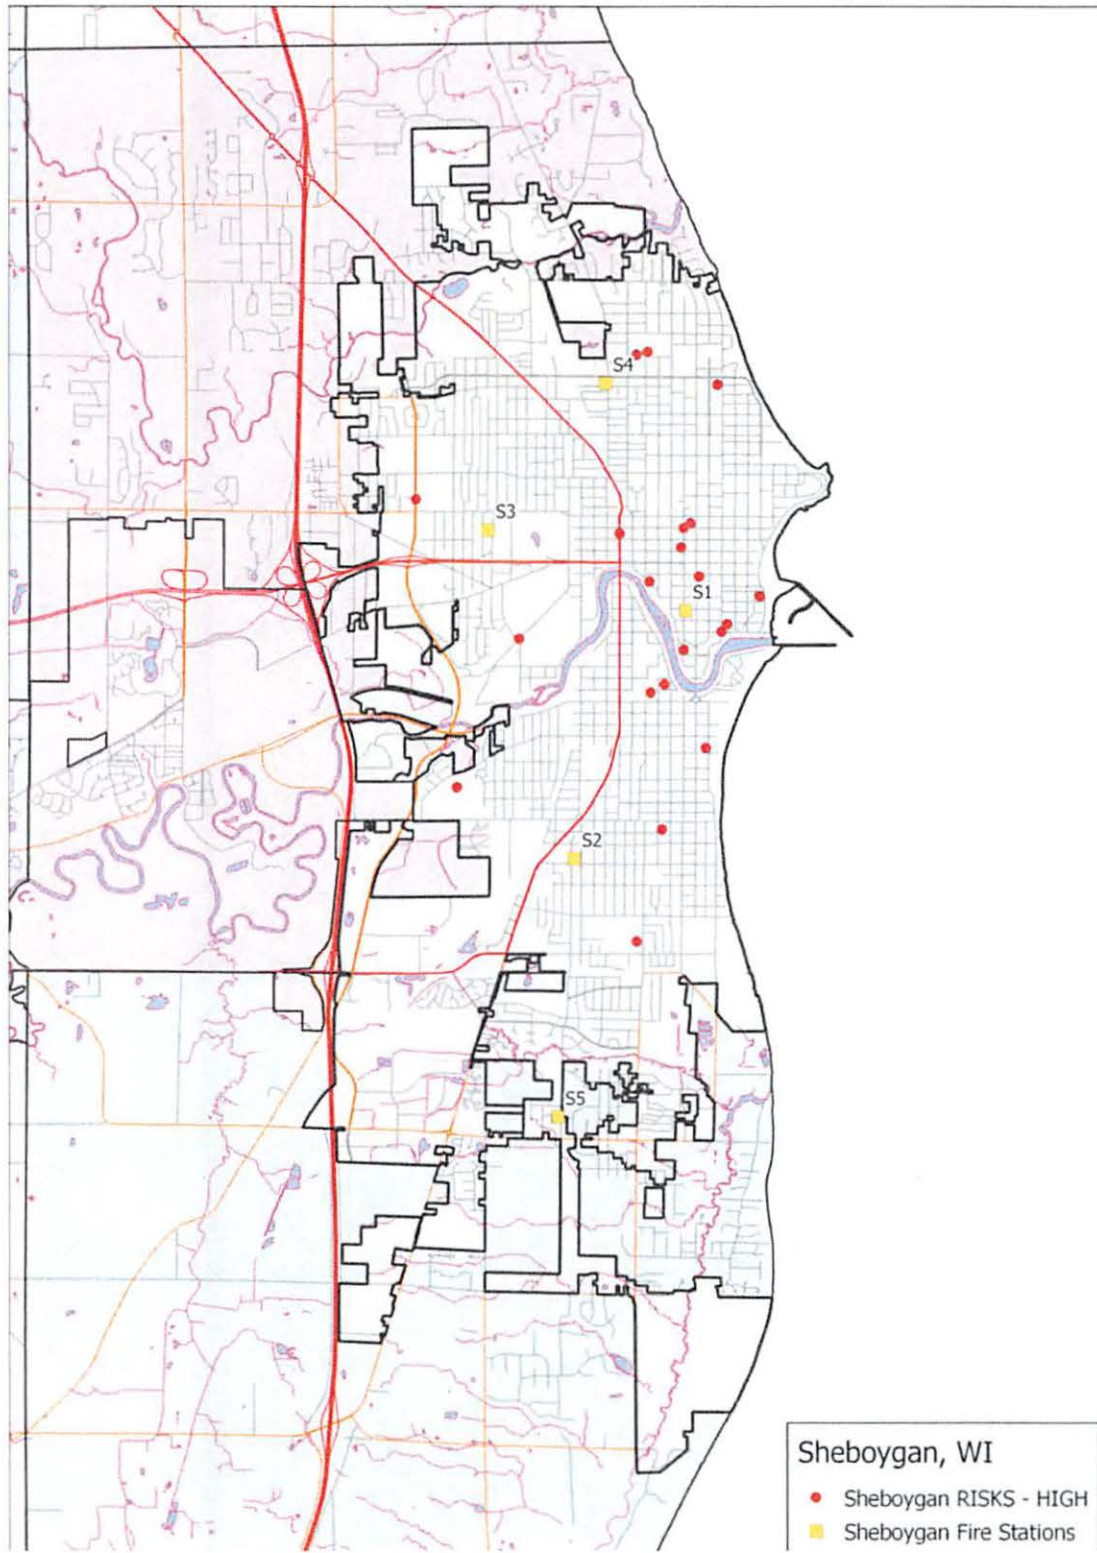 S4
S3
S1
S2
S5
Sheboygan, WI
Sheboygan RISKS - HIGH
Sheboygan Fire Stations